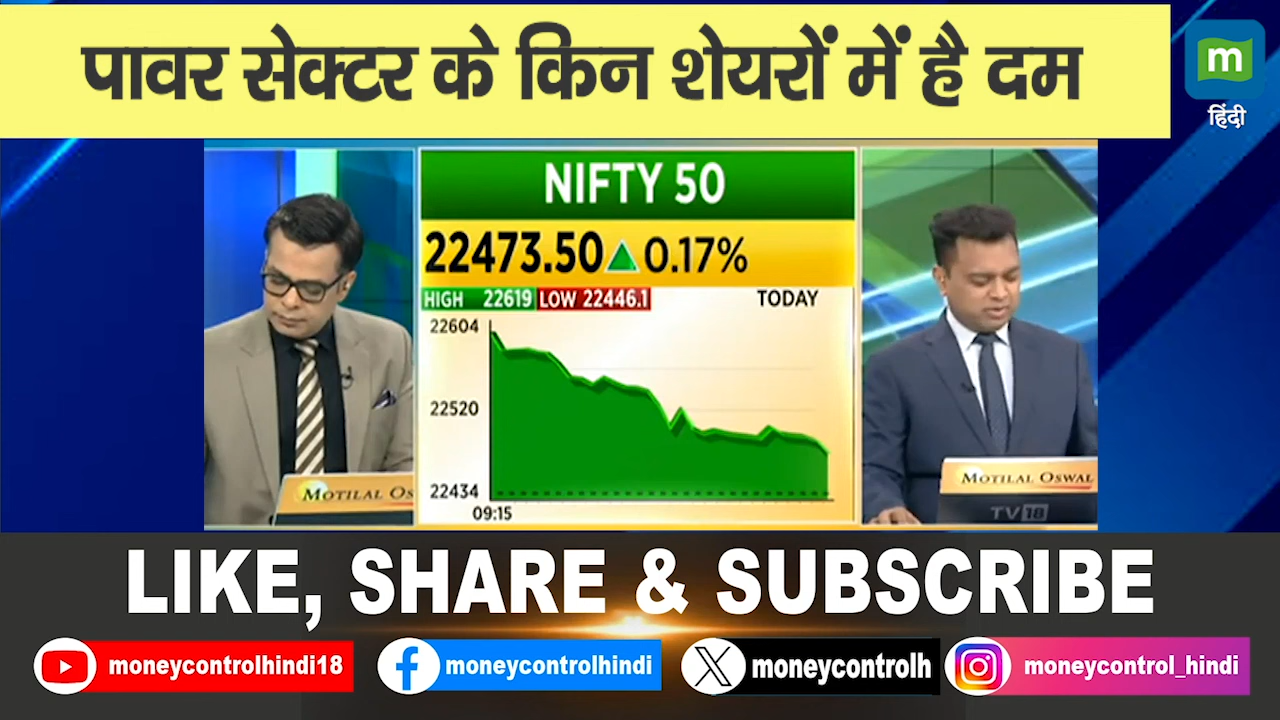 पावर सेक्टर के किन शेयरों में है दम
m
हिंदी
NIFTY 50
22473.50 ▲ 0.17%
HIGH 22619 LOW 22446.1 TODAY
22604
22520
22434
09:15
MOTILAL OS
MOTILAL OSWAL
TV18
LIKE, SHARE & SUBSCRIBE
moneycontrolhindi18 moneycontrolhindi moneycontrolh moneycontrol_hindi